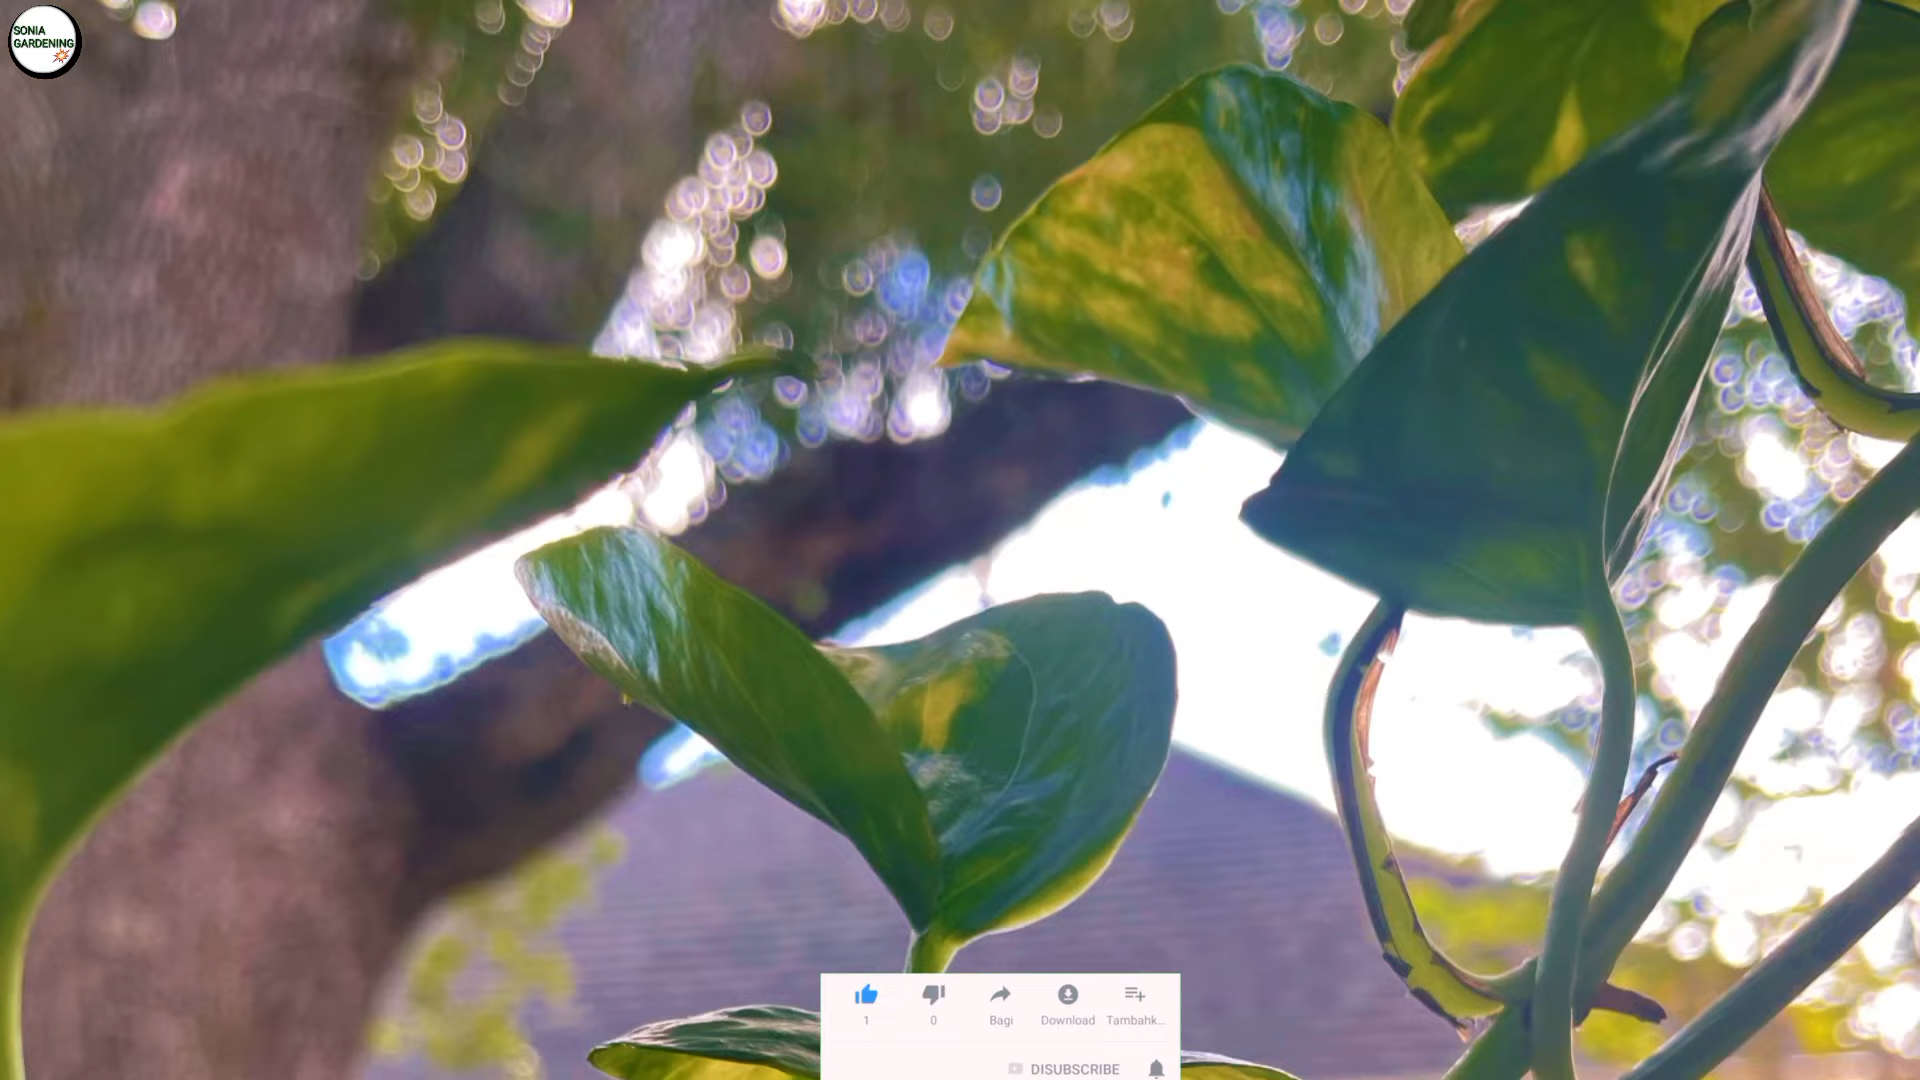 SONIA
GARDENING
1
0
Bagi
Download
Tambahk...
DISUBSCRIBE